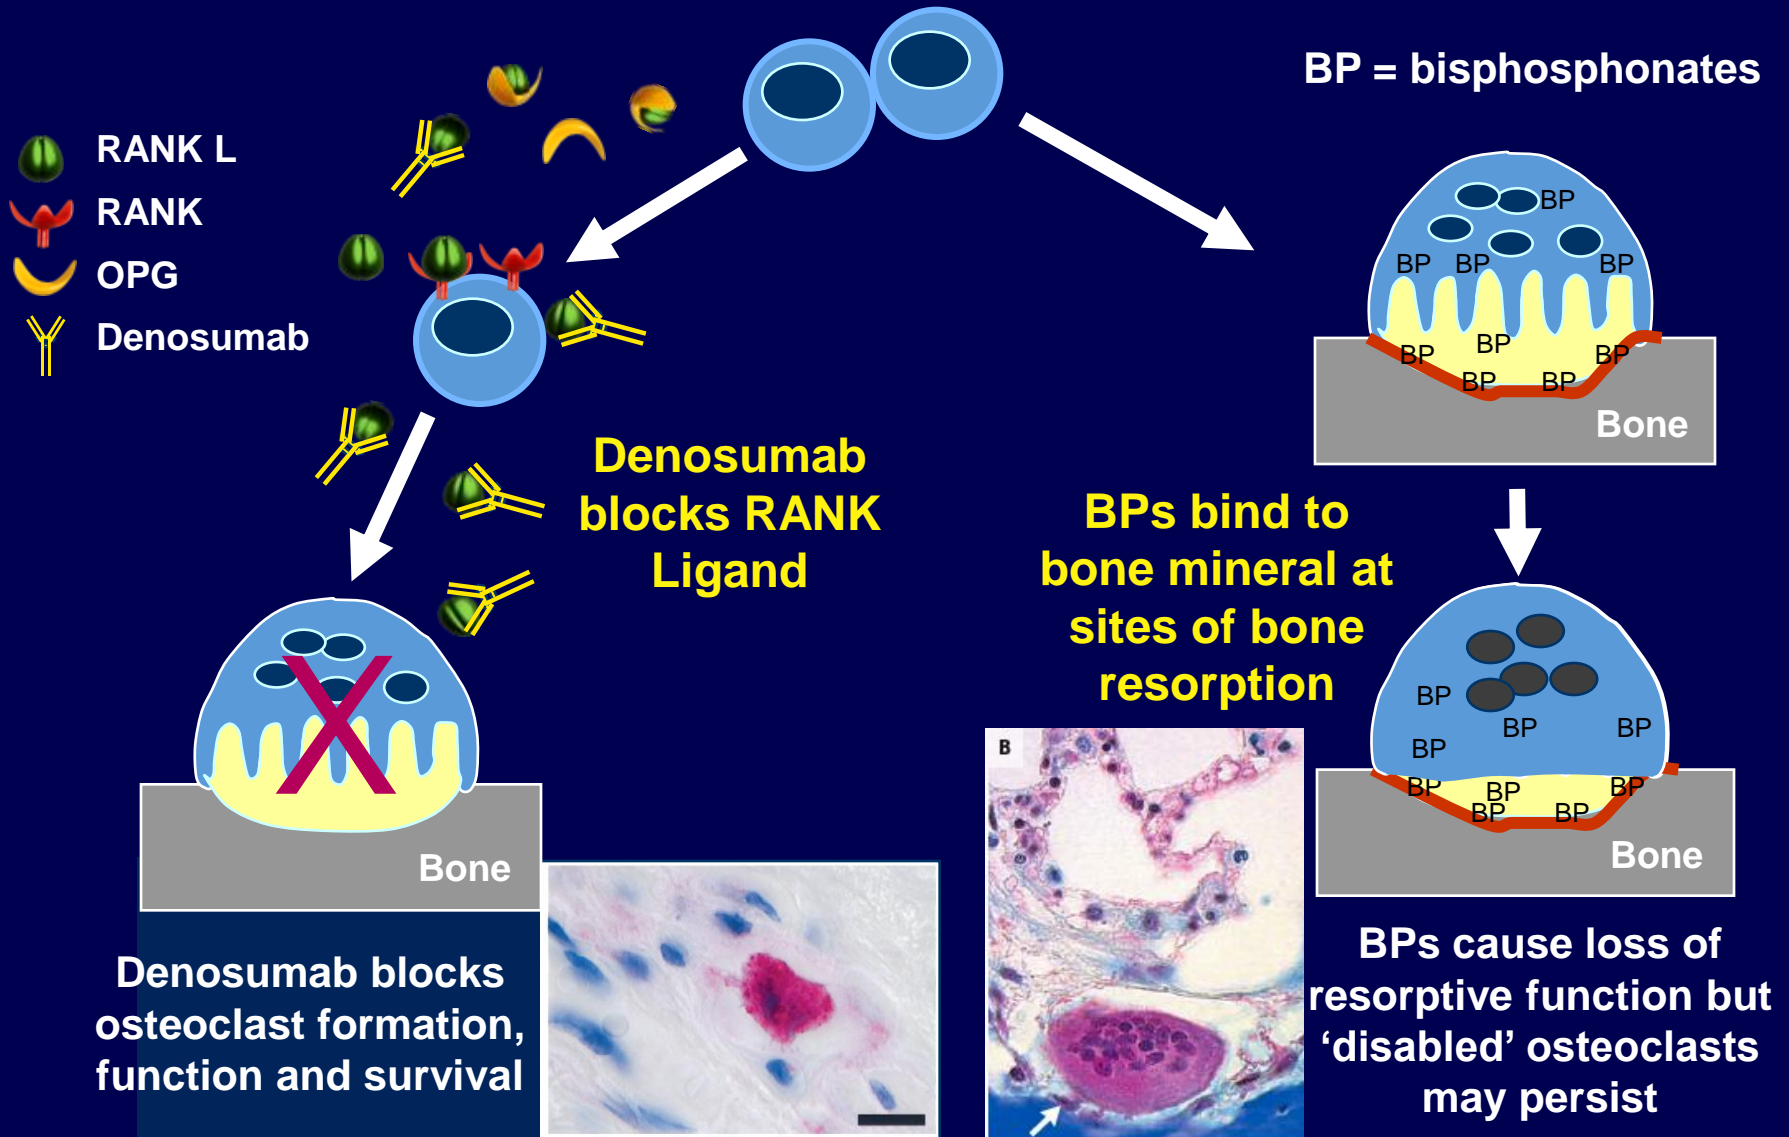 BP = bisphosphonates
RANK L
RANK
OPG
Denosumab
BP
BP
BP
BP
BP
BP
BP
BP
BP
Bone
Denosumab
blocks RANK
Ligand
BPs bind to
bone mineral at
sites of bone
resorption
BP
BP
BP
BP
BP
BP
BP
BP
BP
Bone
Bone
B
Denosumab blocks
osteoclast formation,
function and survival
BPs cause loss of
resorptive function but
‘disabled’ osteoclasts
may persist